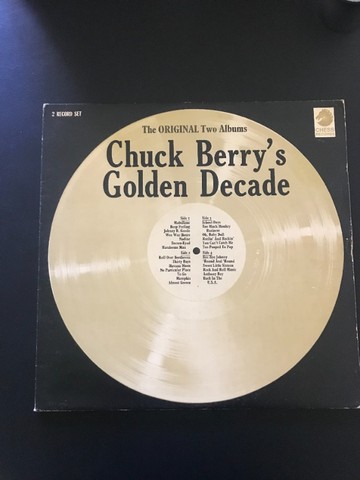 2 RECORD SET
CHESS
The ORIGINAL Two Albums
Chuck Berry's
Golden Decade
Side 1
Maybellene
Deep Feeling
Johnny B. Goode
Wee Wee Hours
Nadine
Brown-Eyed
Handsome Man
Side 2
Roll Over Beethoven
Thirty Days
Havana Moon
No Particular Place
To Go
Memphis
Almost Grown
Side 3
School Days
Too Much Monkey
Business
Oh, Baby Doll
Reelin' And Rockin'
You Can't Catch Me
Too Pooped To Pop
Bye Bye Johnny
'Round And 'Round
Sweet Little Sixteen
Rock And Roll Music
Anthony Boy
Back In The
U.S.A.